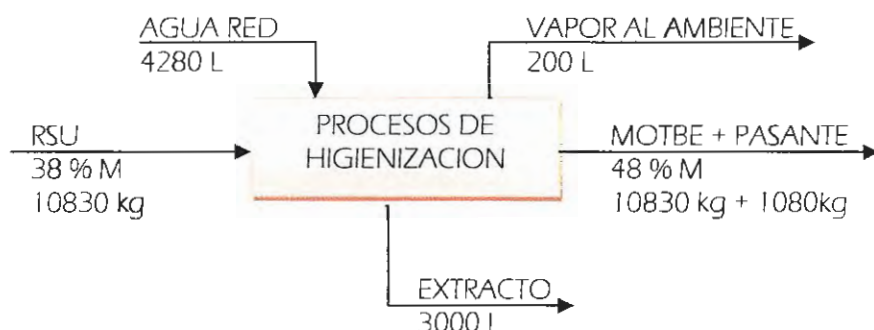 AGUA RED
4280 L
VAPOR AL AMBIENTE
200 L
PROCESOS DE
HIGIENIZACION
RSU
38 % M
10830 kg
MOTBE + PASANTE
48 % M
10830 kg + 1080kg
EXTRACTO
3000 L